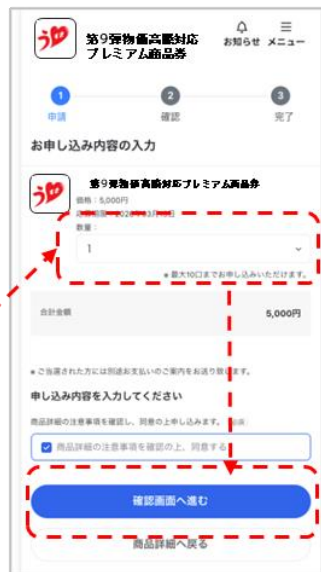 第9弾物価高騰対応
プレミアム商品券
お知らせ
メニュー
1
2
3
申請
確認
完了
お申し込み内容の入力
第9弾物価高騰対応プレミアム商品券
価格:5,000円
数量:
1
* 最大10口までお申し込みいただけます。
合計金額
5,000円
* ご当選された方には別途お支払いのご案内をお送り致します。
申し込み内容を入力してください
商品詳細の注意事項を確認し、同意の上申し込みます。
商品詳細の注意事項を確認の上、同意する
確認画面へ進む
商品詳細へ戻る